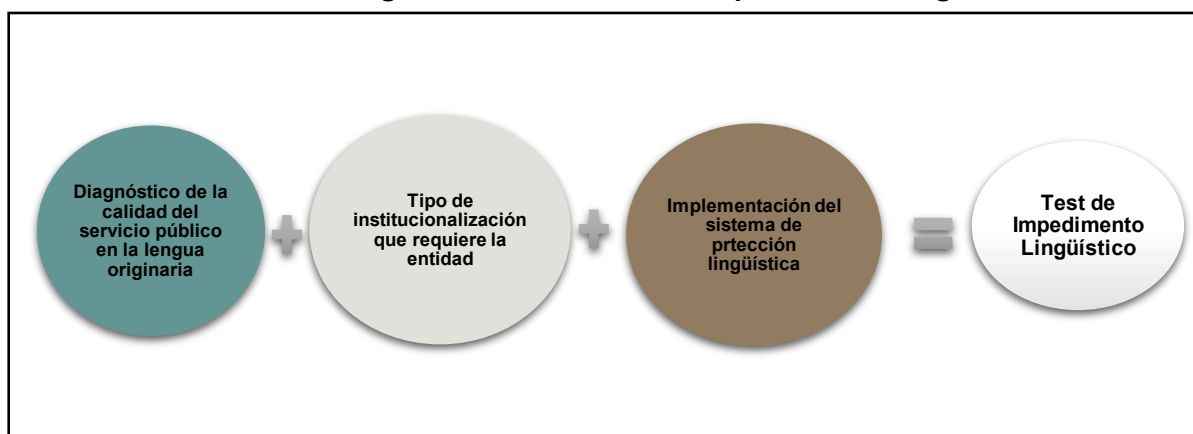 Diagnóstico de la
calidad del
servicio público
en la lengua
originaria
Tipo de
institucionalización
que requiere la
entidad
Implementación del
sistema de
prtección
lingüística
Test de
Impedimento
Lingüístico